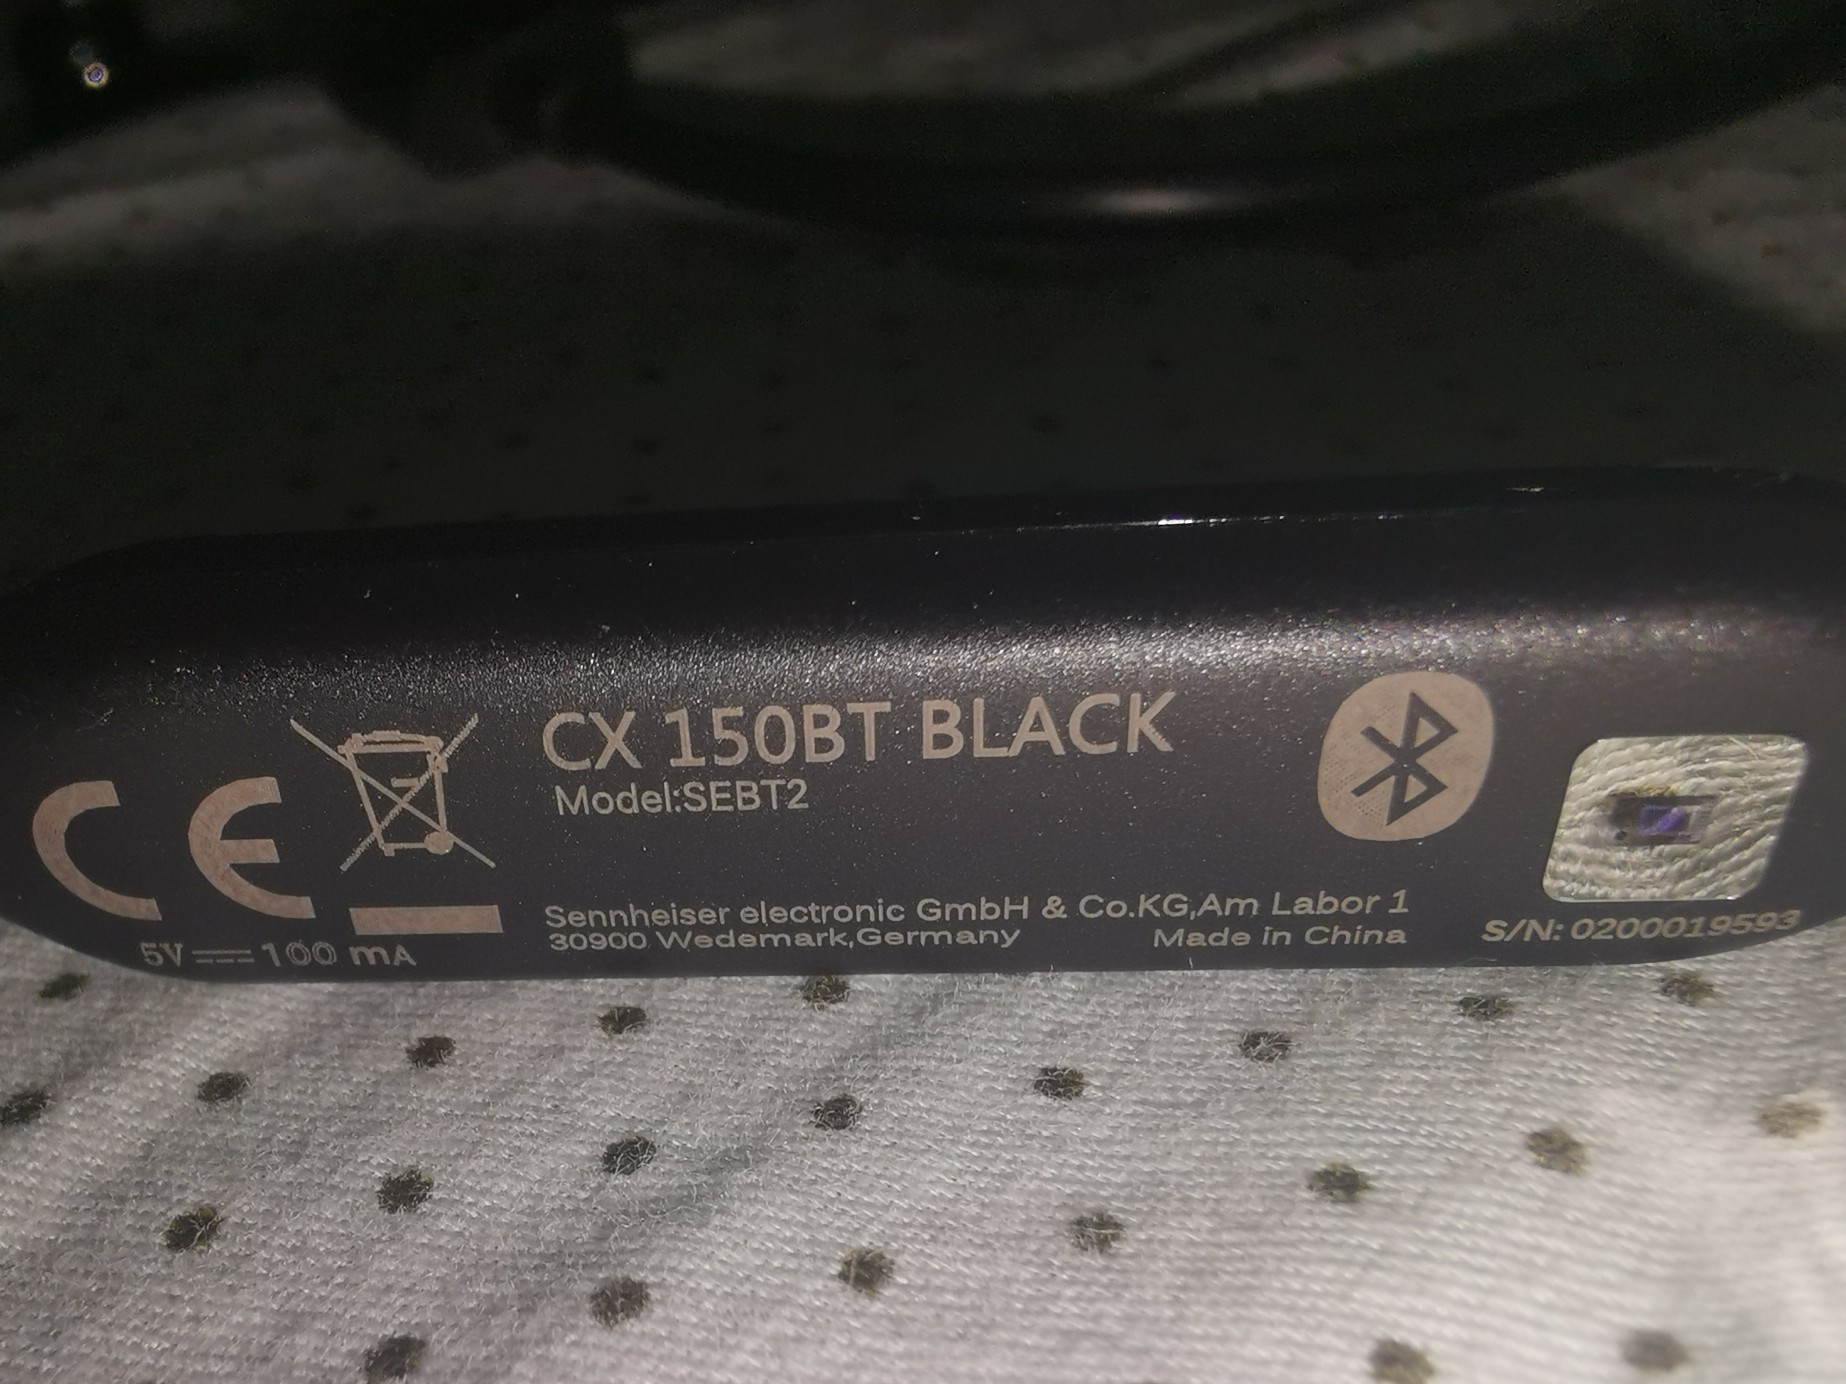 CX 150BT BLACK
Model:SEBT2
CE
5V⎓100 mA
Sennheiser electronic GmbH & Co.KG,Am Labor 1
30900 Wedemark,Germany
Made in China
S/N: 0200019593